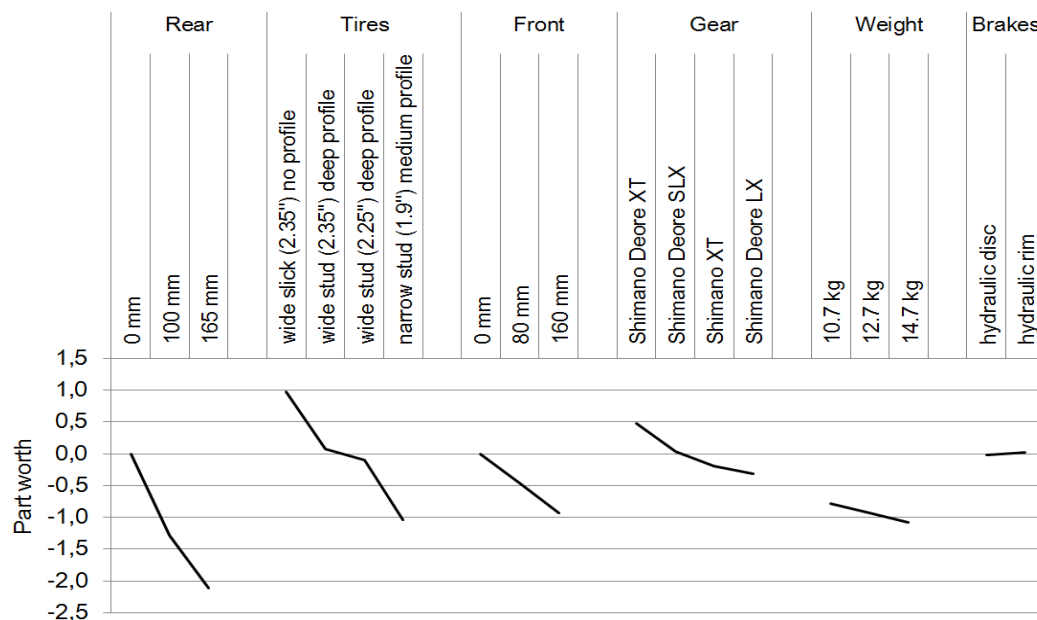 Rear Tires Front Gear Weight Brakes
0 mm
100 mm
165 mm
wide slick (2.35") no profile
wide stud (2.35") deep profile
wide stud (2.25") deep profile
narrow stud (1.9") medium profile
0 mm
80 mm
160 mm
Shimano Deore XT
Shimano Deore SLX
Shimano XT
Shimano Deore LX
10.7 kg
12.7 kg
14.7 kg
hydraulic disc
hydraulic rim
Part worth
1,5
1,0
0,5
0,0
-0,5
-1,0
-1,5
-2,0
-2,5